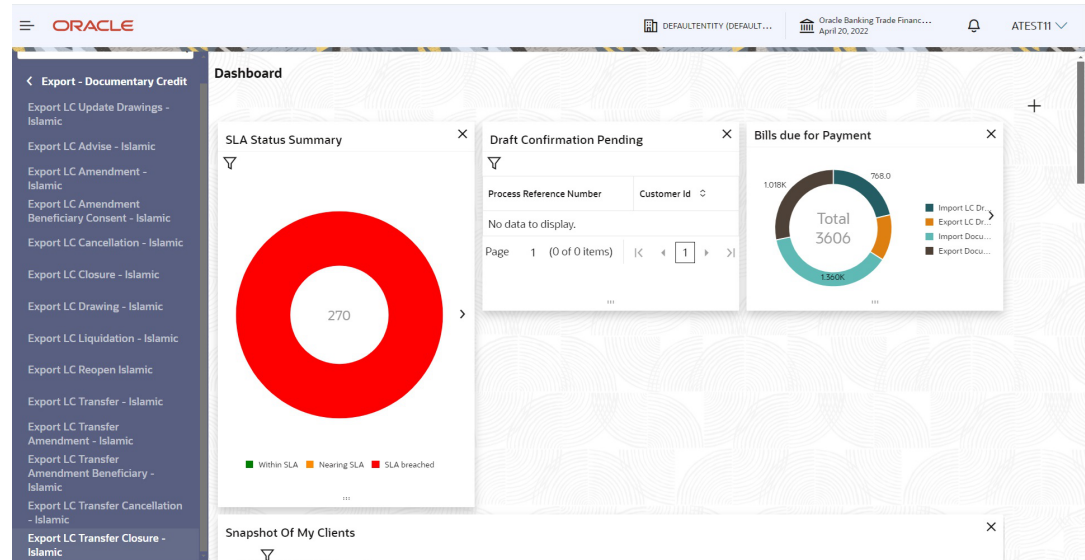 ORACLE
DEFAULTENTITY (DEFAULT...
Oracle Banking Trade Financ...
April 20, 2022
ATEST11
Export - Documentary Credit
Export LC Update Drawings -
Islamic
Export LC Advise - Islamic
Export LC Amendment -
Islamic
Export LC Amendment
Beneficiary Consent - Islamic
Export LC Cancellation - Islamic
Export LC Closure - Islamic
Export LC Drawing - Islamic
Export LC Liquidation - Islamic
Export LC Reopen Islamic
Export LC Transfer - Islamic
Export LC Transfer
Amendment - Islamic
Export LC Transfer
Amendment Beneficiary -
Islamic
Export LC Transfer Cancellation
- Islamic
Export LC Transfer Closure -
Islamic
Dashboard
SLA Status Summary
270
Within SLA Nearing SLA SLA breached
Draft Confirmation Pending
Process Reference Number Customer Id
No data to display.
Page 1 (0 of 0 items) 1
Bills due for Payment
1.018K
768.0
Total
3606
1.360K
Import LC Dr...
Export LC Dr...
Import Docu...
Export Docu...
Snapshot Of My Clients